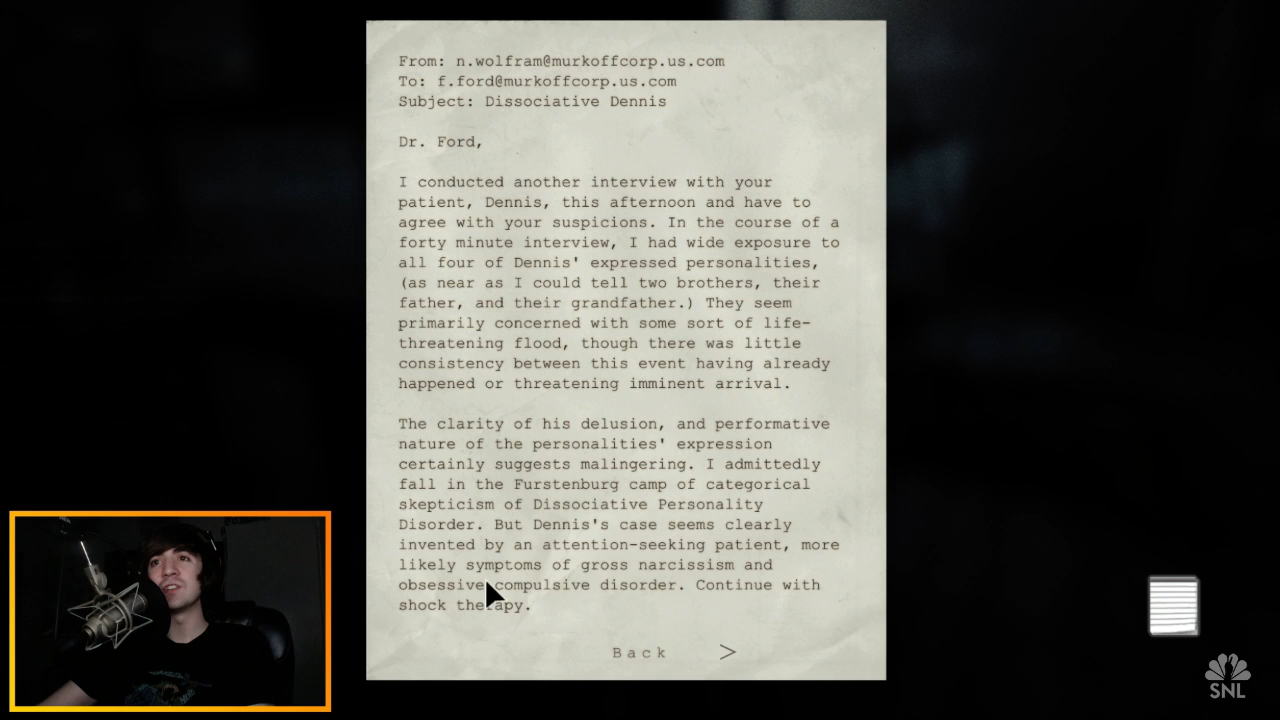 From: n.wolfram@murkoffcorp.us.com
To: f.ford@murkoffcorp.us.com
Subject: Dissociative Dennis
Dr. Ford,
I conducted another interview with your
patient, Dennis, this afternoon and have to
agree with your suspicions. In the course of a
forty minute interview, I had wide exposure to
all four of Dennis' expressed personalities,
(as near as I could tell two brothers, their
father, and their grandfather.) They seem
primarily concerned with some sort of life-
threatening flood, though there was little
consistency between this event having already
happened or threatening imminent arrival.
The clarity of his delusion, and performative
nature of the personalities' expression
certainly suggests malingering. I admittedly
fall in the Furstenburg camp of categorical
skepticism of Dissociative Personality
Disorder. But Dennis's case seems clearly
invented by an attention-seeking patient, more
likely symptoms of gross narcissism and
obsessive compulsive disorder. Continue with
shock therapy.
Back >
SNL